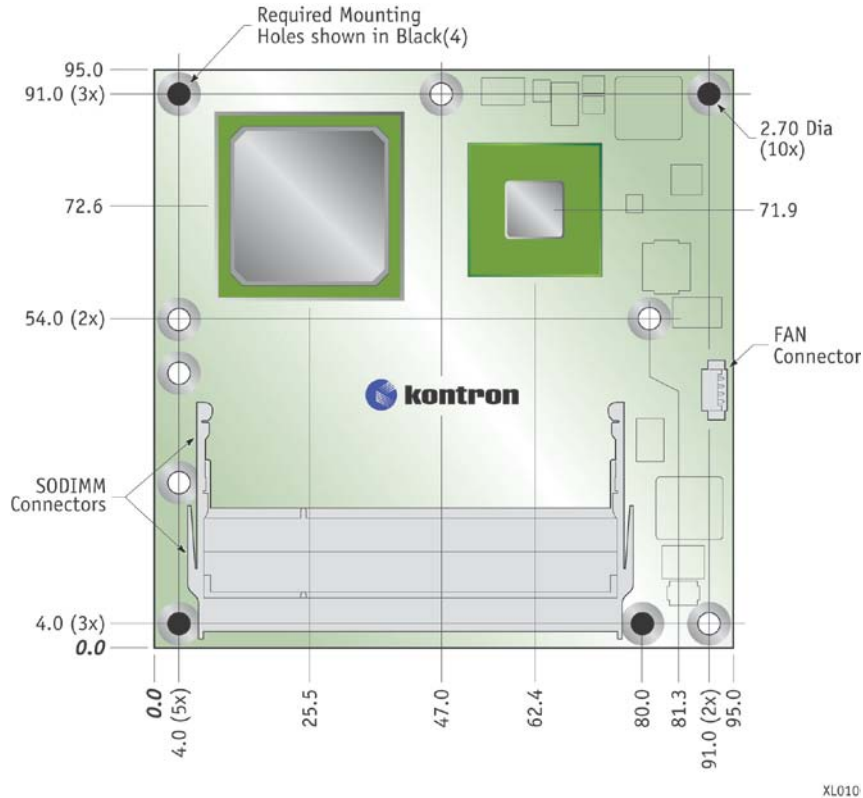 Required Mounting
Holes shown in Black(4)
95.0
91.0 (3x)
2.70 Dia
(10x)
72.6
71.9
54.0 (2x)
FAN
Connector
kontron
SODIMM
Connectors
4.0 (3x)
0.0
0.0
4.0 (5x)
25.5
47.0
62.4
80.0
81.3
91.0 (2x)
95.0
XL010